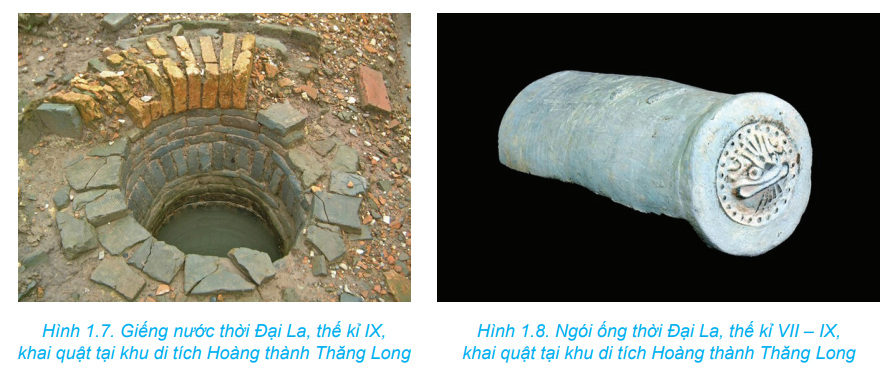 Hình 1.7. Giếng nước thời Đại La, thế kỉ IX,
khai quật tại khu di tích Hoàng thành Thăng Long
Hình 1.8. Ngói ống thời Đại La, thế kỉ VII – IX,
khai quật tại khu di tích Hoàng thành Thăng Long